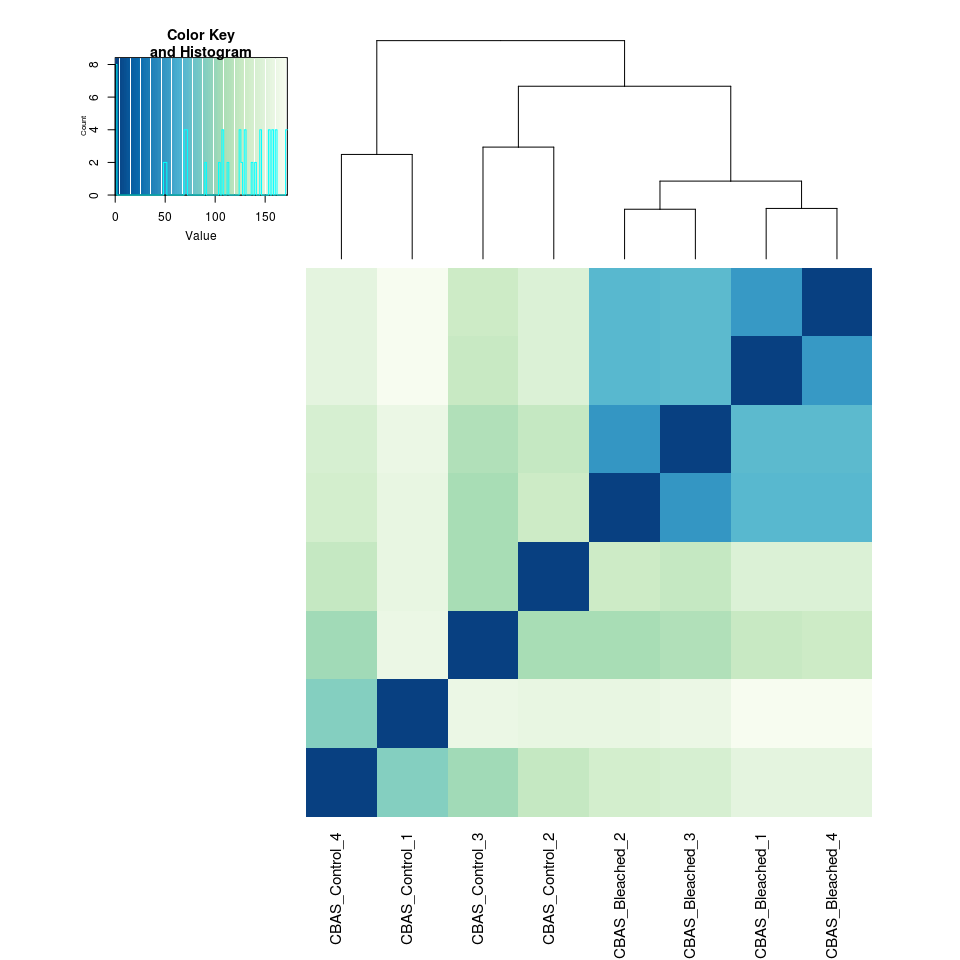 Color Key
and Histogram
Count
0
2
4
6
8
0 50 100 150
Value
CBAS_Control_4
CBAS_Control_1
CBAS_Control_3
CBAS_Control_2
CBAS_Bleached_2
CBAS_Bleached_3
CBAS_Bleached_1
CBAS_Bleached_4